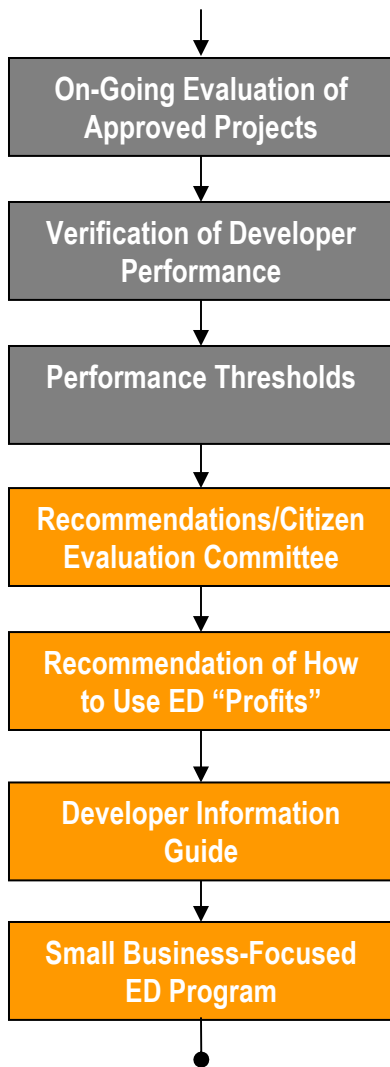 On-Going Evaluation of
Approved Projects
Verification of Developer
Performance
Performance Thresholds
Recommendations/Citizen
Evaluation Committee
Recommendation of How
to Use ED “Profits”
Developer Information
Guide
Small Business-Focused
ED Program